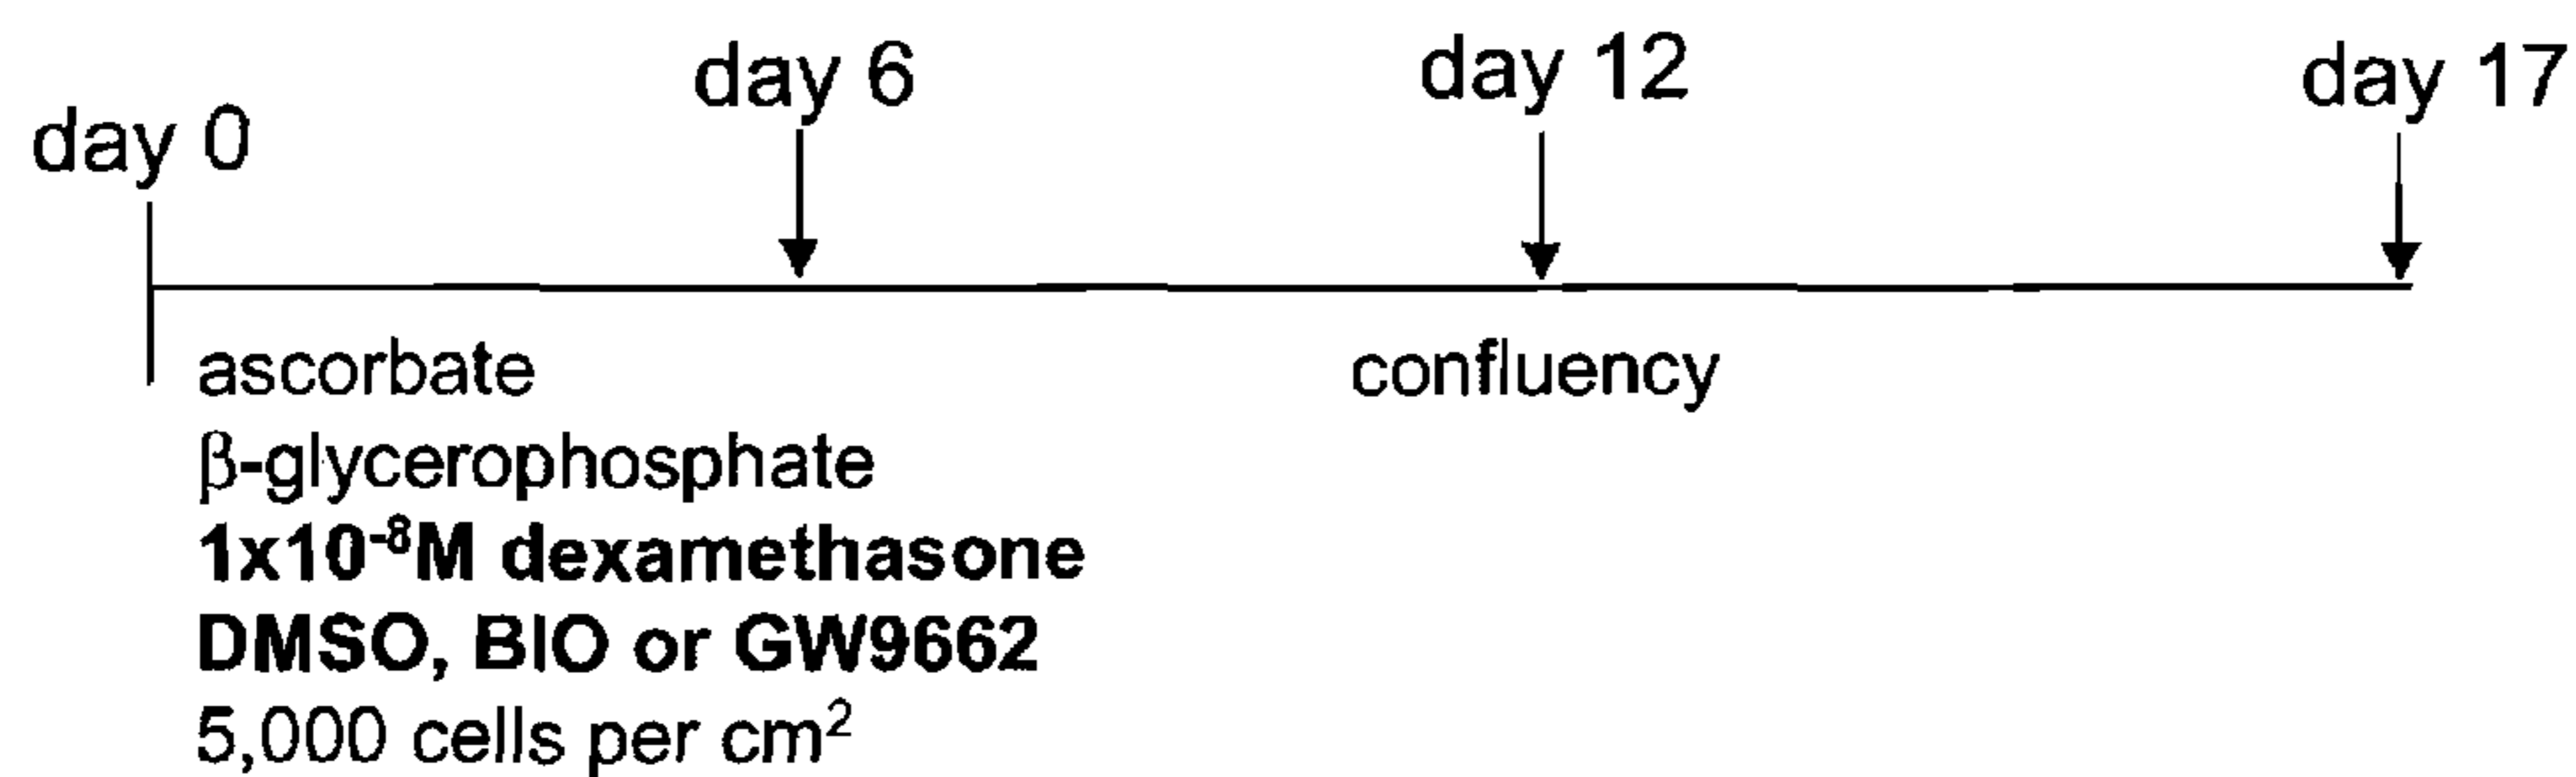 day 0
day 6
day 12
day 17
ascorbate
confluency
β-glycerophosphate
1x10⁻⁸M dexamethasone
DMSO, BIO or GW9662
5,000 cells per cm²